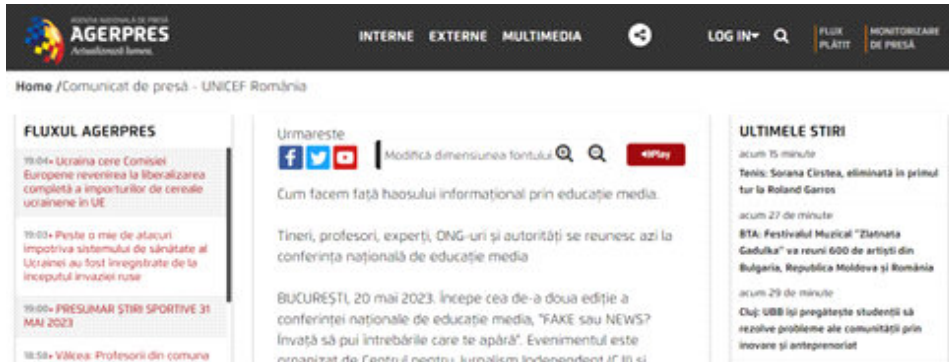 AGENȚIA NAȚIONALĂ DE PRESĂ
AGERPRES
Actualizează lumea.
INTERNE EXTERNE MULTIMEDIA
LOG IN
FLUX
PLĂTIT
MONITORIZARE
DE PRESĂ
Home /Comunicat de presă - UNICEF România
FLUXUL AGERPRES
19:04• Ucraina cere Comisiei
Europene revenirea la liberalizarea
completă a importurilor de cereale
ucrainene în UE
19:03• Peste o mie de atacuri
împotriva sistemului de sănătate al
Ucrainei au fost înregistrate de la
începutul invaziei ruse
19:00• PRESUMAR ȘTIRI SPORTIVE 31
MAI 2023
18:58• Vâlcea: Profesorii din comuna
Urmareste
Modifică dimensiunea fontului:
Play
Cum facem față haosului informațional prin educație media.
Tineri, profesori, experți, ONG-uri și autorități se reunesc azi la
conferința națională de educație media
BUCUREȘTI, 20 mai 2023. Începe cea de-a doua ediție a
conferinței naționale de educație media, "FAKE sau NEWS?
Învață să pui întrebările care te apără". Evenimentul este
organizat de Centrul pentru Jurnalism Independent (CJI) și
ULTIMELE STIRI
acum 15 minute
Tenis: Sorana Cîrstea, eliminată în primul
tur la Roland Garros
acum 27 de minute
BTA: Festivalul Muzical "Zlatnata
Gadulka" va reuni 600 de artiști din
Bulgaria, Republica Moldova și România
acum 29 de minute
Cluj: UBB își pregătește studenții să
rezolve probleme ale comunității prin
inovare și antreprenoriat